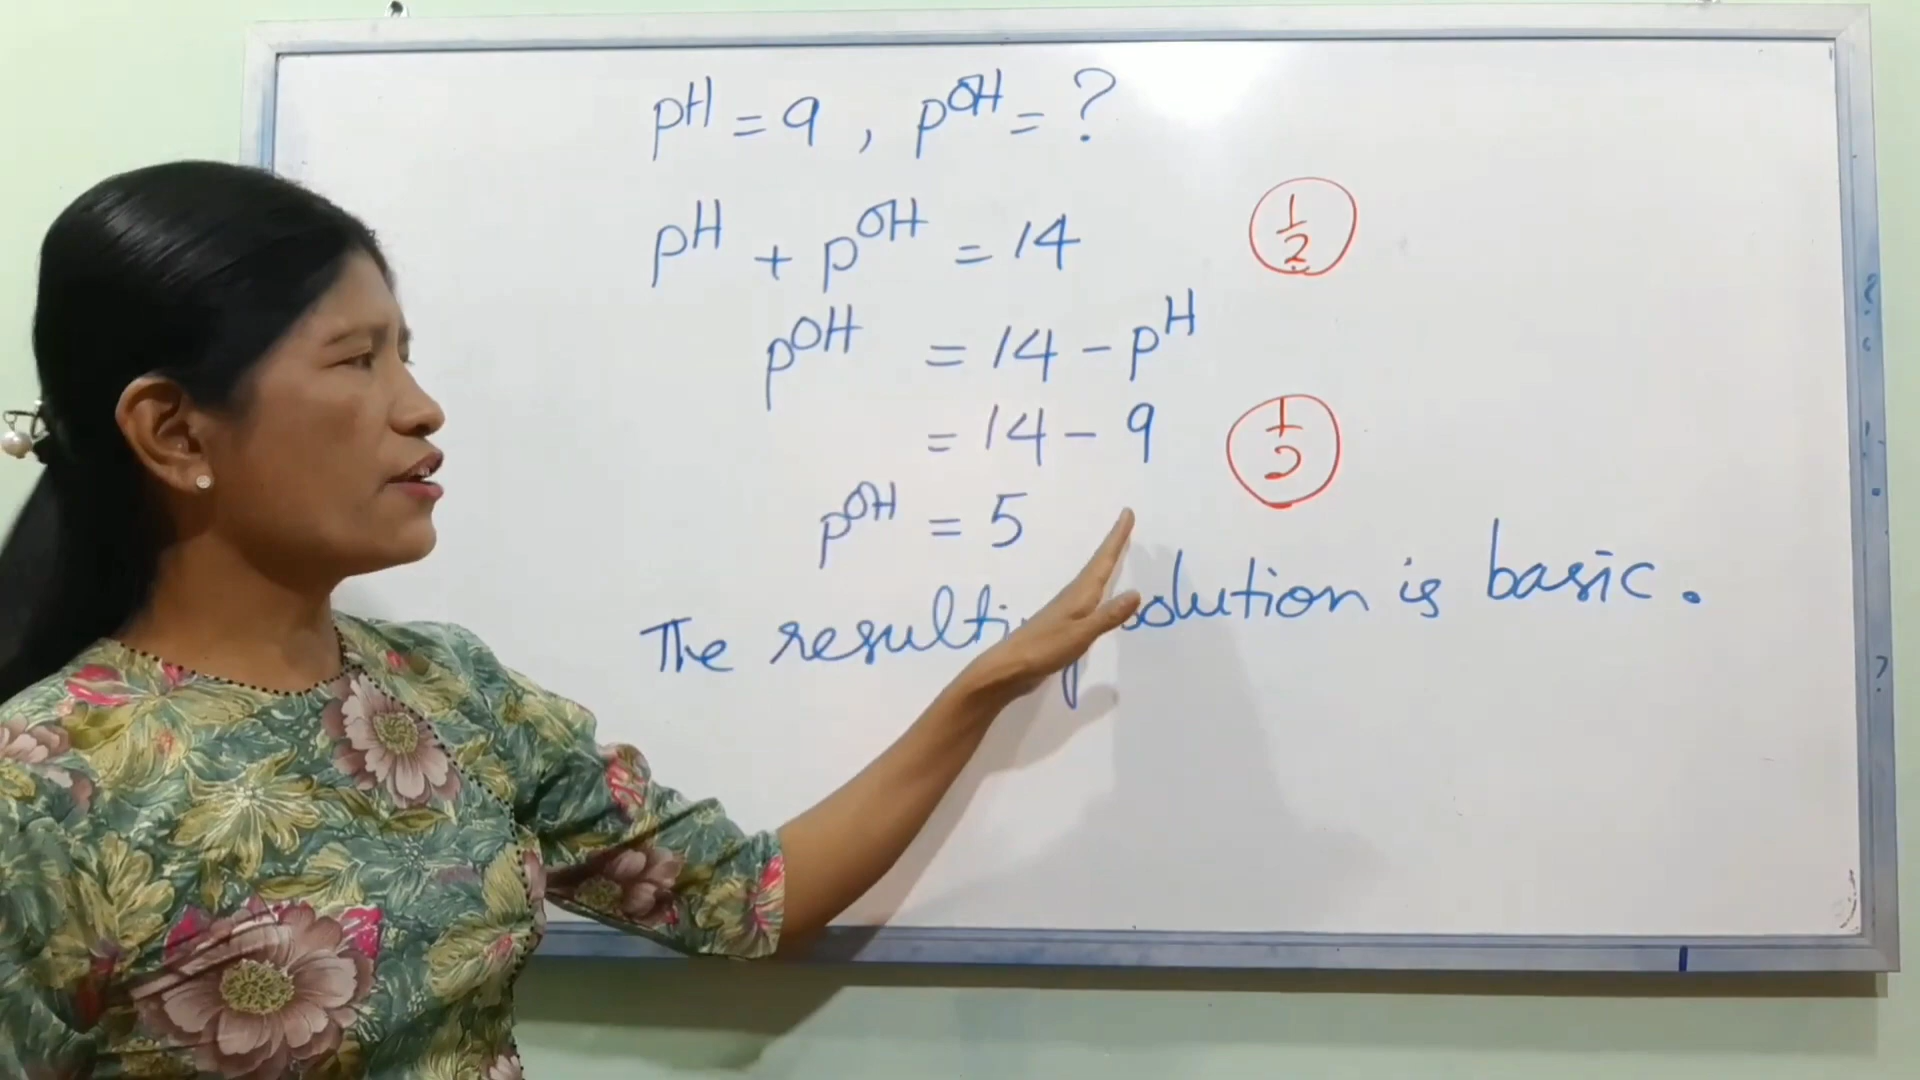 pH = 9, pOH = ?
pH + pOH = 14
1/2
pOH = 14 - pH
= 14 - 9
1/2
pOH = 5
The solution is basic.